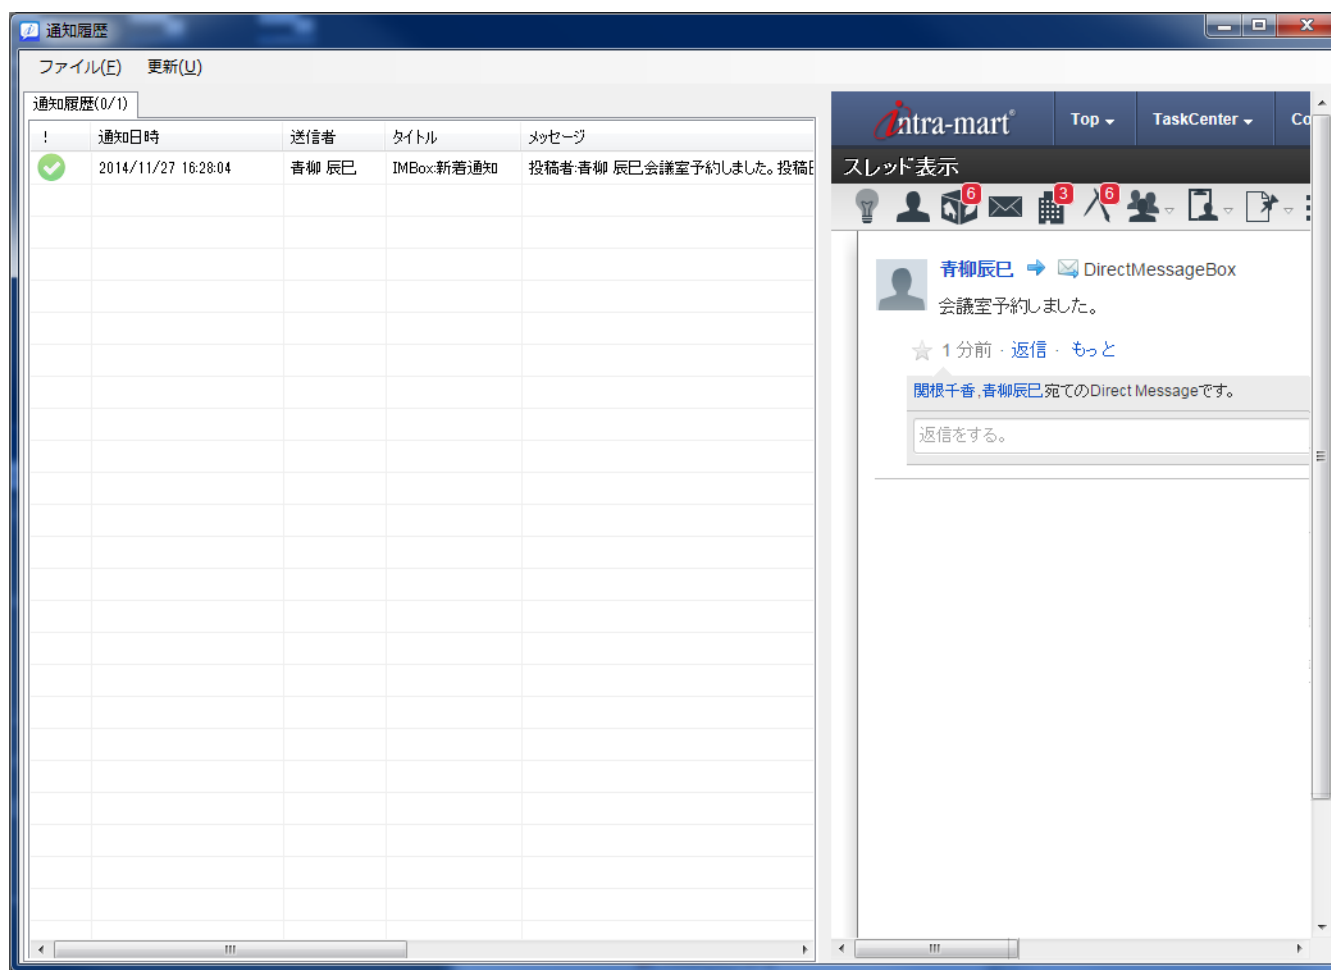 通知履歴
ファイル(F) 更新(U)
通知履歴(0/1)
! 通知日時 送信者 タイトル メッセージ
2014/11/27 16:28:04 青柳 辰巳 IMBox新着通知 投稿者:青柳 辰巳会議室予約しました。投稿日
intra-mart® Top TaskCenter Co
スレッド表示
6 3 6
青柳辰巳 DirectMessageBox
会議室予約しました。
1 分前 · 返信 · もっと
関根千香,青柳辰巳宛てのDirect Messageです。
返信をする。